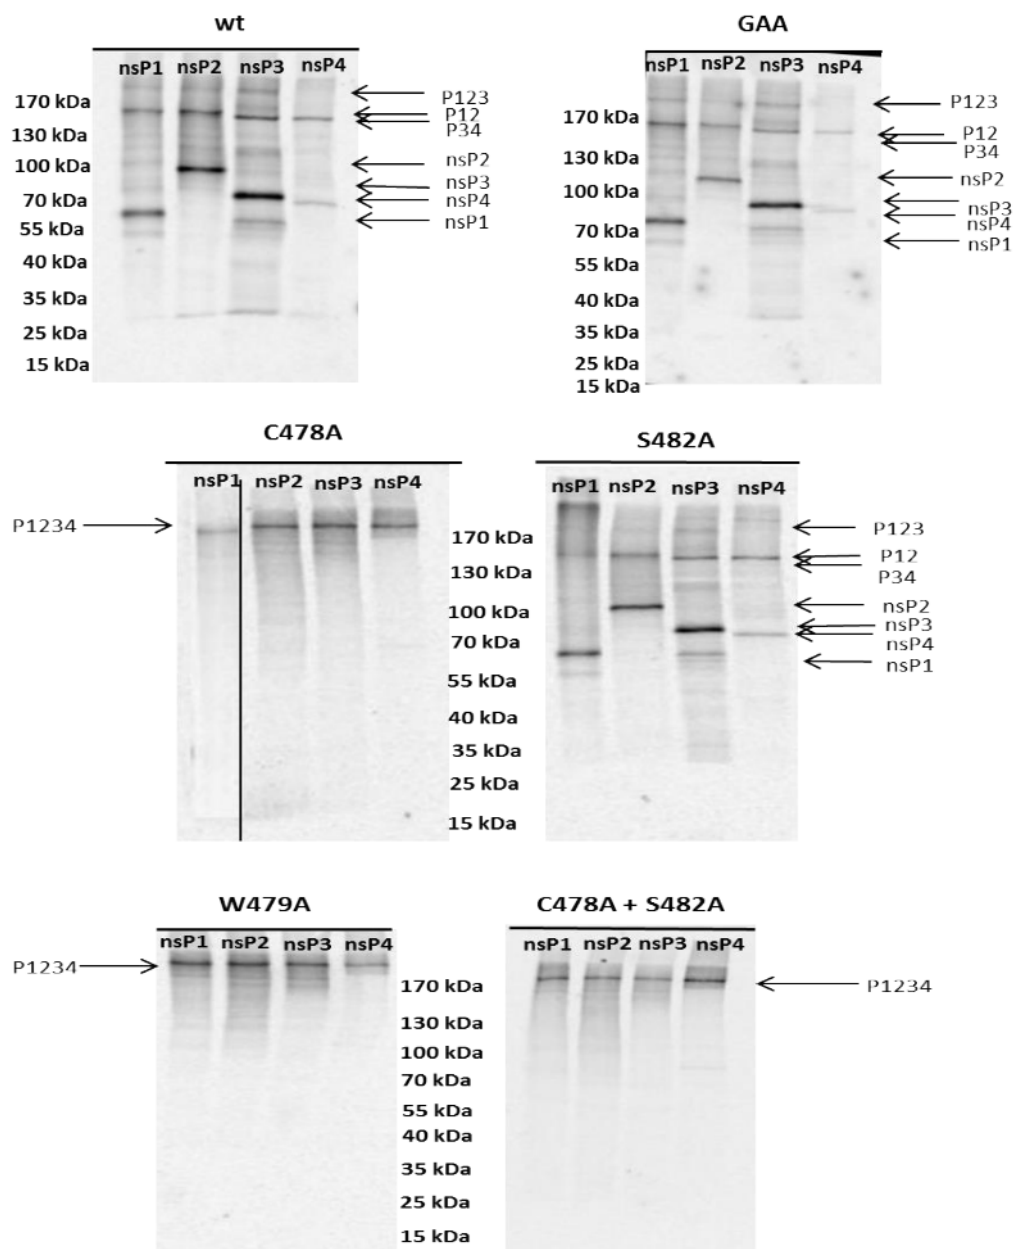 wt
nsP1 nsP2 nsP3 nsP4
170 kDa
130 kDa
100 kDa
70 kDa
55 kDa
40 kDa
35 kDa
25 kDa
15 kDa
P123
P12
P34
nsP2
nsP3
nsP4
nsP1
GAA
nsP1 nsP2 nsP3 nsP4
170 kDa
130 kDa
100 kDa
70 kDa
55 kDa
40 kDa
35 kDa
25 kDa
15 kDa
P123
P12
P34
nsP2
nsP3
nsP4
nsP1
C478A
nsP1 nsP2 nsP3 nsP4
P1234
170 kDa
130 kDa
100 kDa
70 kDa
55 kDa
40 kDa
35 kDa
25 kDa
15 kDa
S482A
nsP1 nsP2 nsP3 nsP4
P123
P12
P34
nsP2
nsP3
nsP4
nsP1
W479A
nsP1 nsP2 nsP3 nsP4
P1234
170 kDa
130 kDa
100 kDa
70 kDa
55 kDa
40 kDa
35 kDa
25 kDa
15 kDa
C478A + S482A
nsP1 nsP2 nsP3 nsP4
P1234